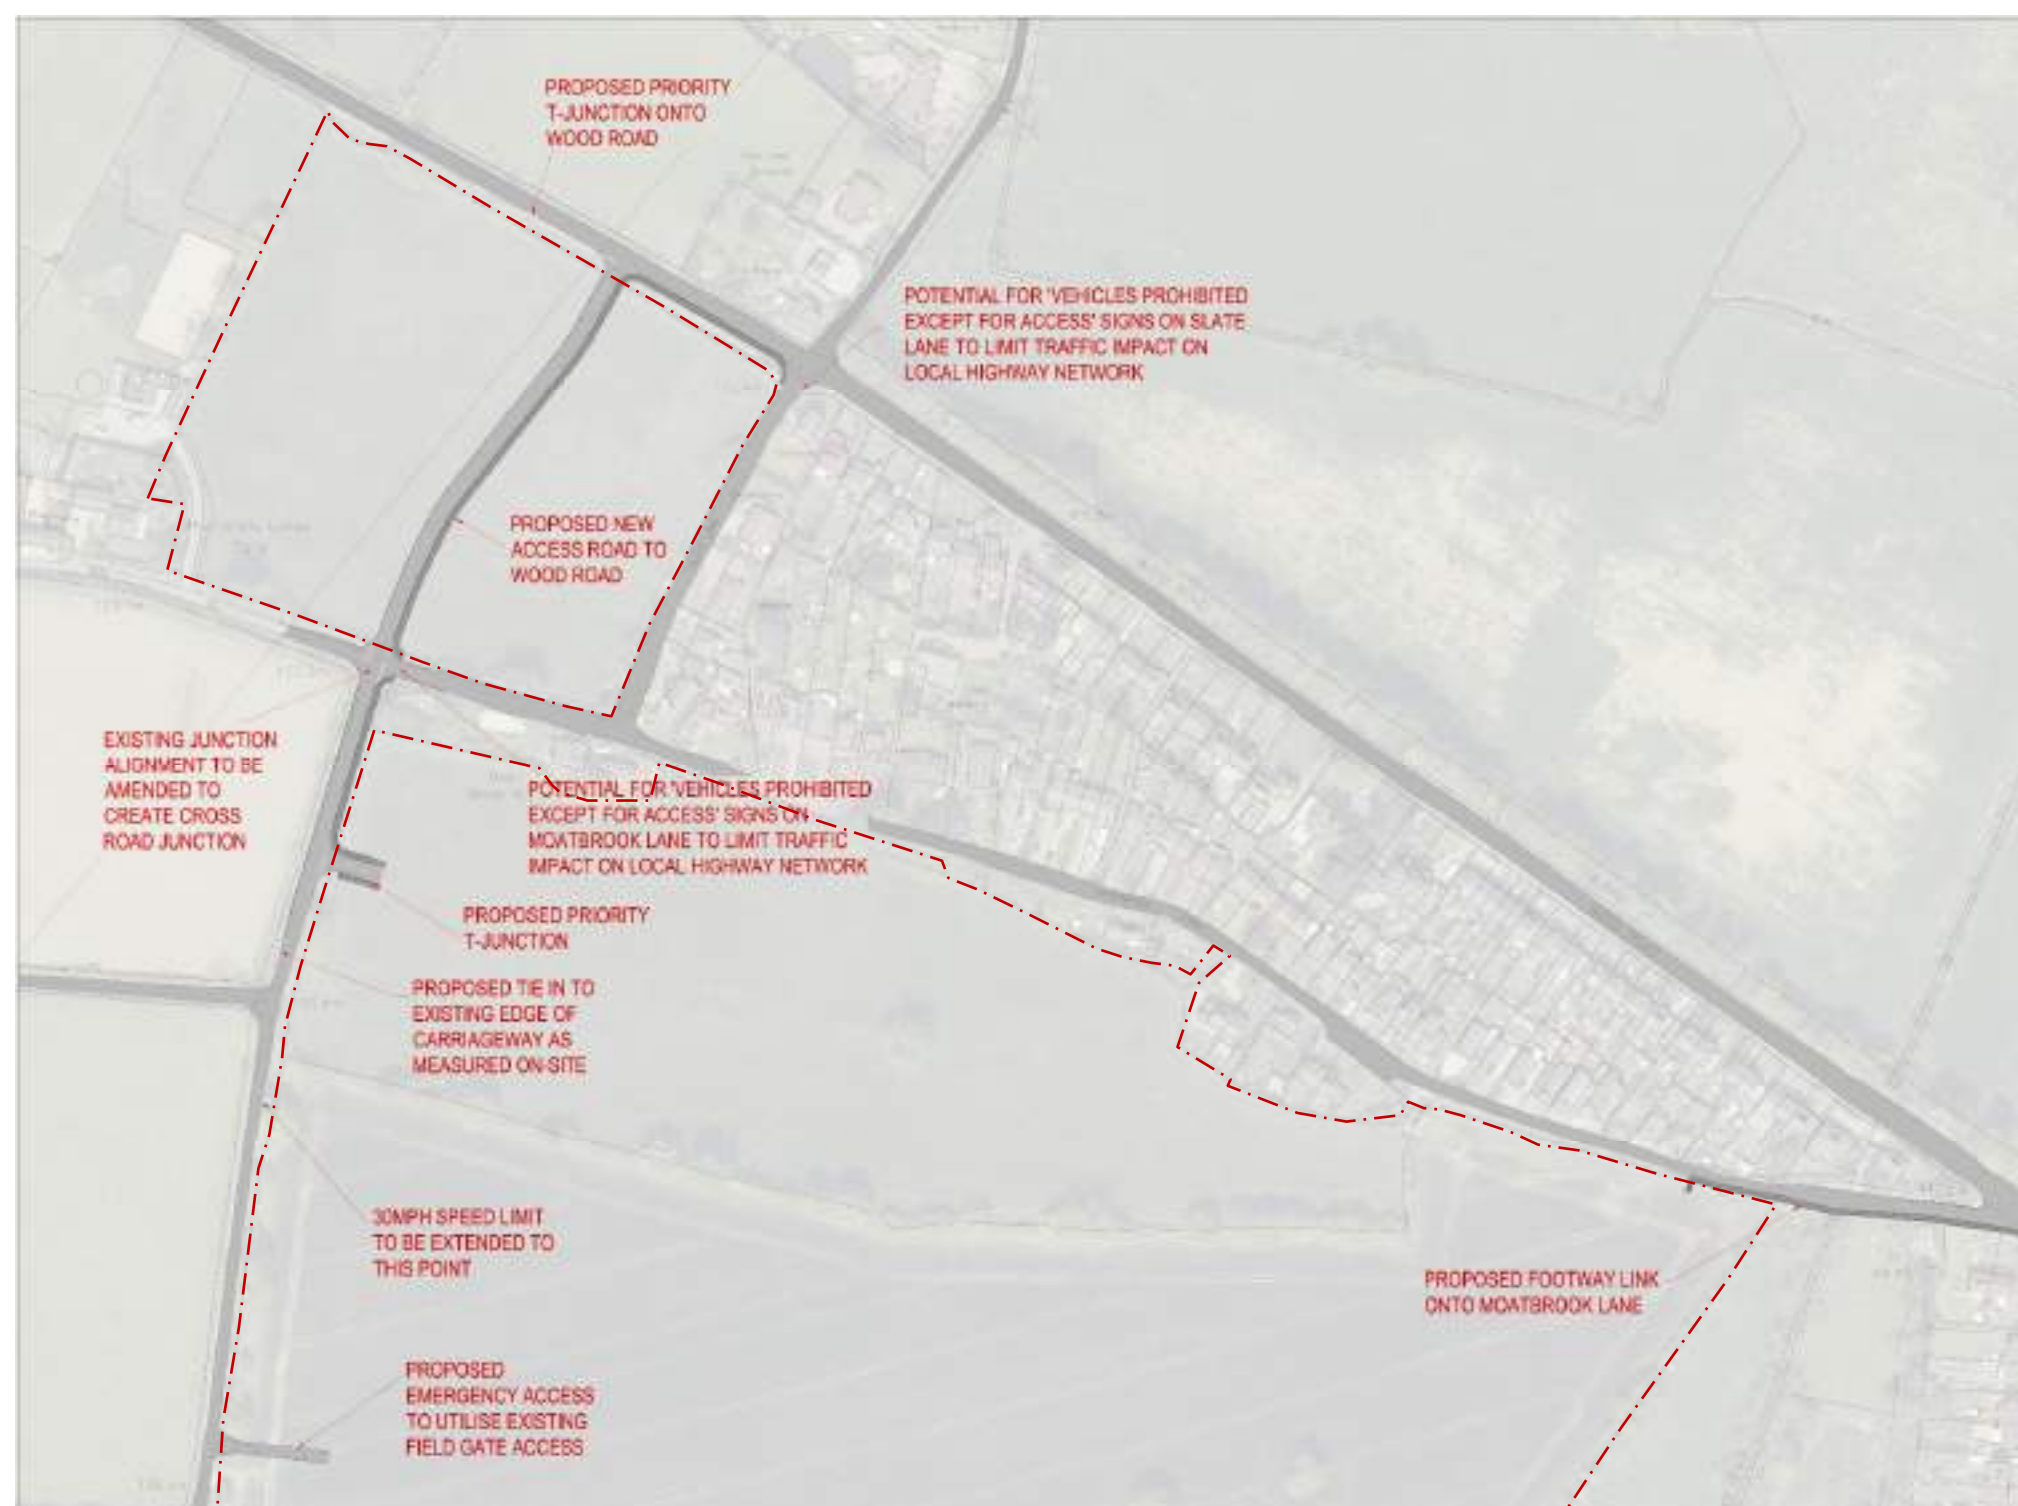 PROPOSED PRIORITY
T-JUNCTION ONTO
WOOD ROAD
POTENTIAL FOR 'VEHICLES PROHIBITED
EXCEPT FOR ACCESS' SIGNS ON SLATE
LANE TO LIMIT TRAFFIC IMPACT ON
LOCAL HIGHWAY NETWORK
PROPOSED NEW
ACCESS ROAD TO
WOOD ROAD
EXISTING JUNCTION
ALIGNMENT TO BE
AMENDED TO
CREATE CROSS
ROAD JUNCTION
POTENTIAL FOR 'VEHICLES PROHIBITED
EXCEPT FOR ACCESS' SIGNS ON
MOATBROOK LANE TO LIMIT TRAFFIC
IMPACT ON LOCAL HIGHWAY NETWORK
PROPOSED PRIORITY
T-JUNCTION
PROPOSED TIE IN TO
EXISTING EDGE OF
CARRIAGEWAY AS
MEASURED ON-SITE
30MPH SPEED LIMIT
TO BE EXTENDED TO
THIS POINT
PROPOSED FOOTWAY LINK
ONTO MOATBROOK LANE
PROPOSED
EMERGENCY ACCESS
TO UTILISE EXISTING
FIELD GATE ACCESS